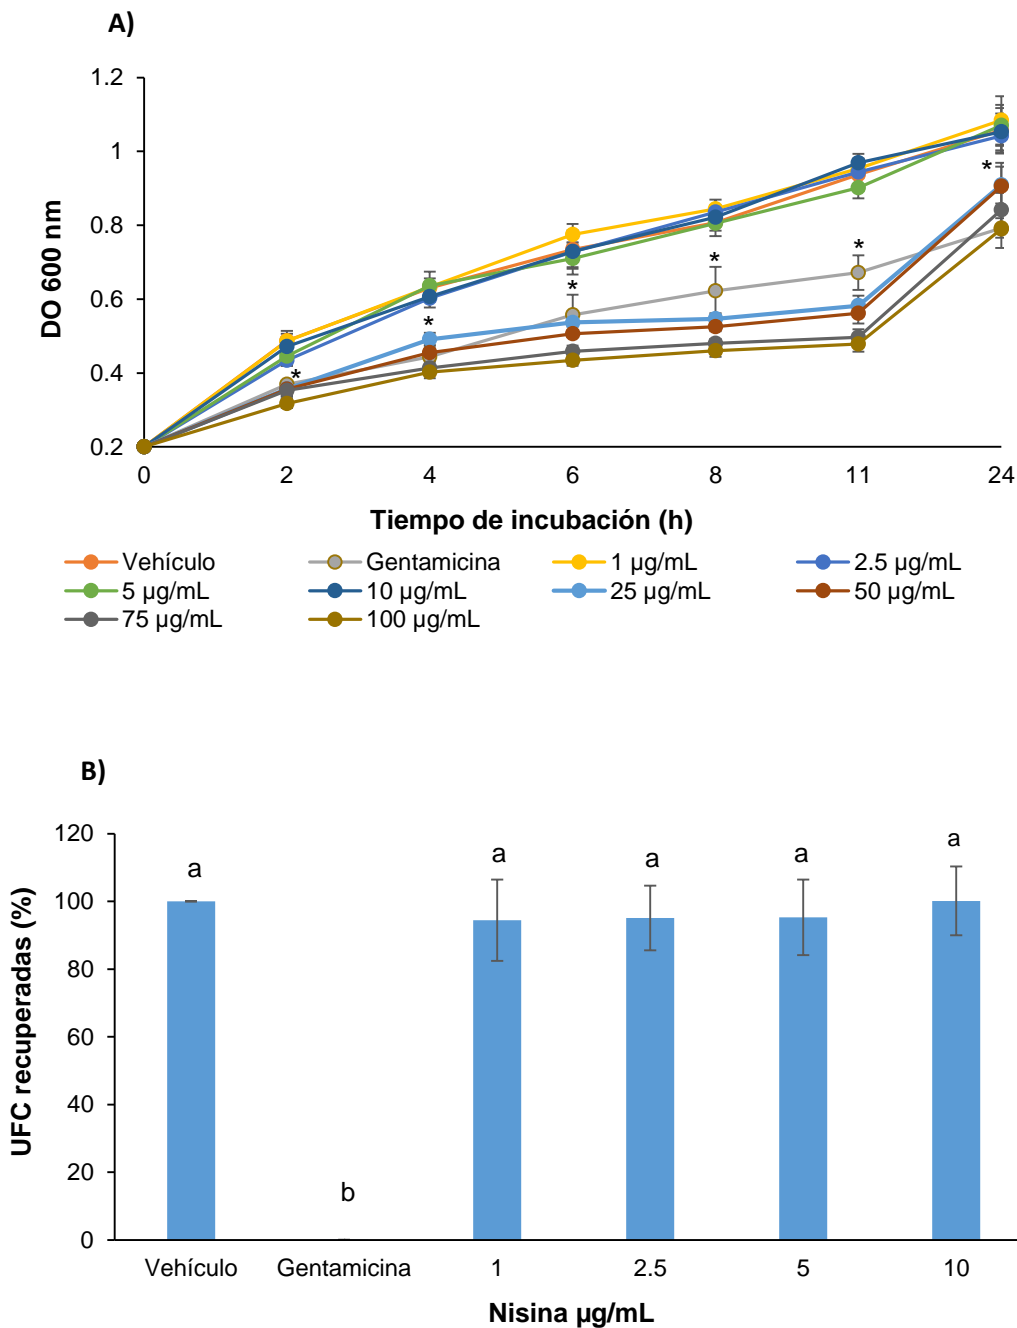 A)
1.2
1
0.8
0.6
0.4
0.2
DO 600 nm
* * * * * * *
0 2 4 6 8 11 24
Tiempo de incubación (h)
Vehículo Gentamicina 1 µg/mL 2.5 µg/mL
5 µg/mL 10 µg/mL 25 µg/mL 50 µg/mL
75 µg/mL 100 µg/mL
B)
120
100
80
60
40
20
0
UFC recuperadas (%)
a b a a a a
Vehículo Gentamicina 1 2.5 5 10
Nisina µg/mL